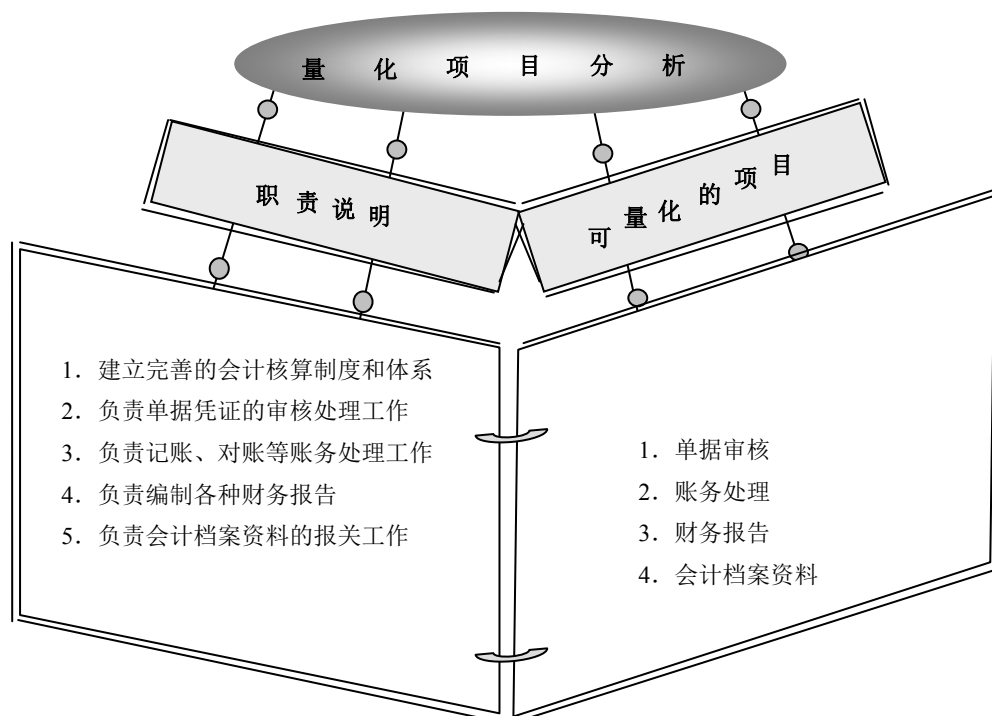 量化项目分析
职责说明
可量化的项目
1．建立完善的会计核算制度和体系
2．负责单据凭证的审核处理工作
3．负责记账、对账等账务处理工作
4．负责编制各种财务报告
5．负责会计档案资料的报关工作
1．单据审核
2．账务处理
3．财务报告
4．会计档案资料